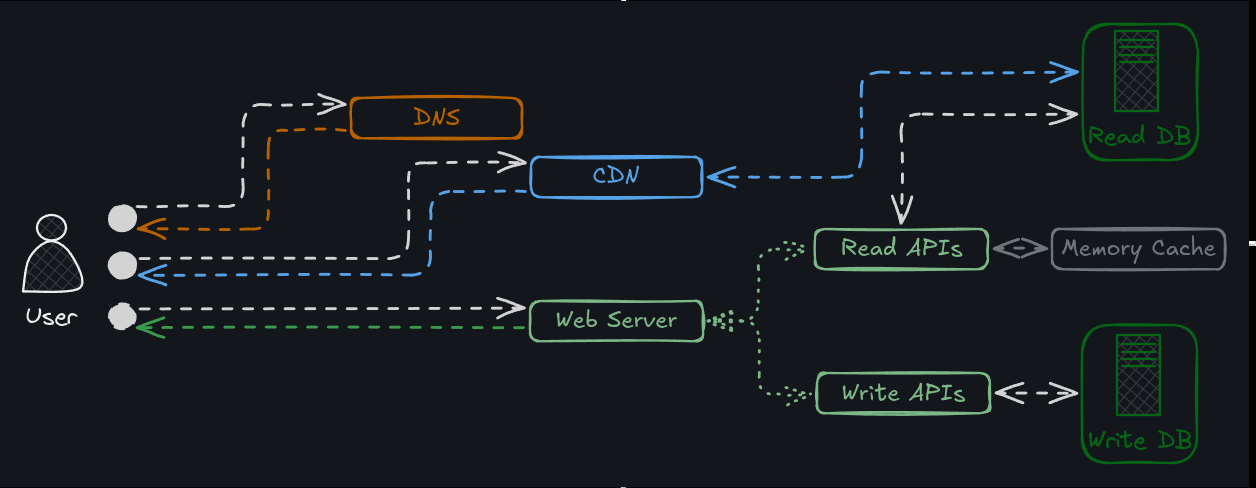 DNS
Read DB
CDN
User
Read APIs
Memory Cache
Web Server
Write APIs
Write DB